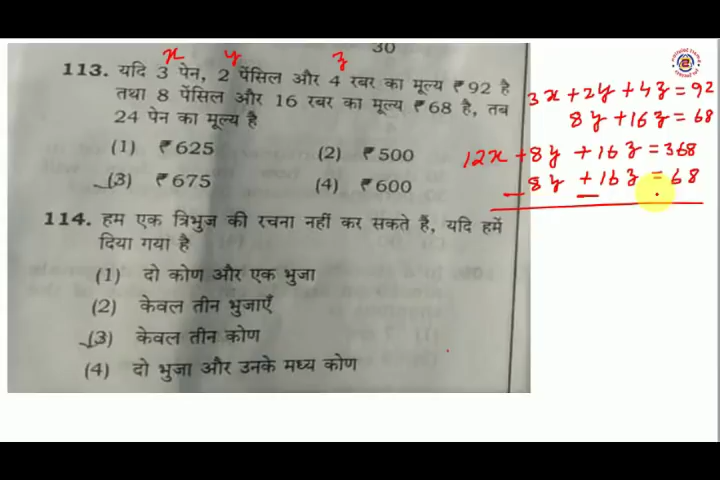 30
x y z
113. यदि 3 पेन, 2 पेंसिल और 4 रबर का मूल्य ₹92 है
तथा 8 पेंसिल और 16 रबर का मूल्य ₹68 है, तब
24 पेन का मूल्य है
(1) ₹625 (2) ₹500
(3) ₹675 (4) ₹600
114. हम एक त्रिभुज की रचना नहीं कर सकते हैं, यदि हमें
दिया गया है
(1) दो कोण और एक भुजा
(2) केवल तीन भुजाएँ
(3) केवल तीन कोण
(4) दो भुजा और उनके मध्य कोण
3x+2y+4z=92
8y+16z=68
12x+8y+16z=368
8y+16z=68
- - .